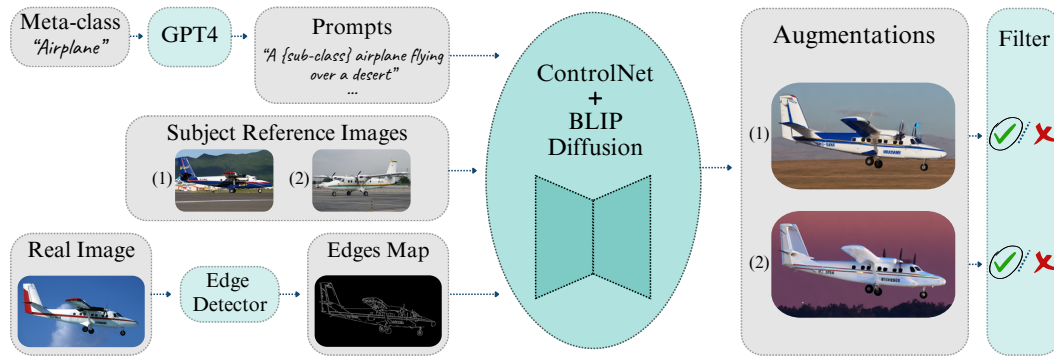 Meta-class
“Airplane”
GPT4
Prompts
“A {sub-class} airplane flying
over a desert”
...
Subject Reference Images
(1)
(2)
Real Image
Edge
Detector
Edges Map
ControlNet
+
BLIP
Diffusion
Augmentations
(1)
(2)
Filter